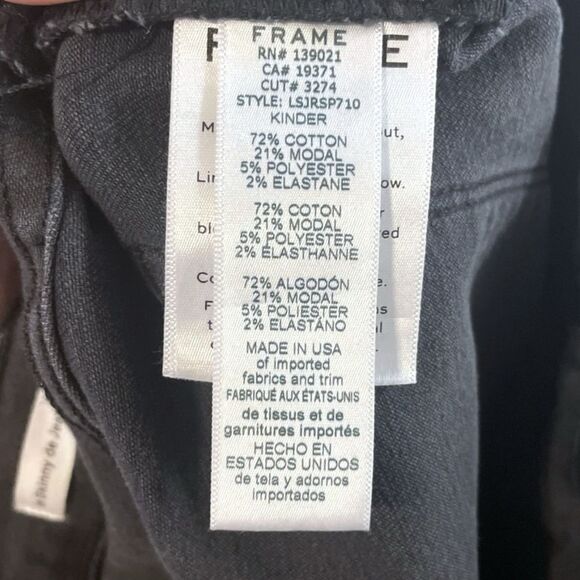 FRAME
RN# 139021
CA# 19371
CUT# 3274
STYLE: LSJRSP710
KINDER
72% COTTON
21% MODAL
5% POLYESTER
2% ELASTANE
72% COTON
21% MODAL
5% POLYESTER
2% ÉLASTHANNE
72% ALGODÓN
21% MODAL
5% POLIESTER
2% ELASTANO
MADE IN USA
of imported
fabrics and trim
FABRIQUÉ AUX ÉTATS-UNIS
de tissus et de
garnitures importés
HECHO EN
ESTADOS UNIDOS
de tela y adornos
importados
skinny de